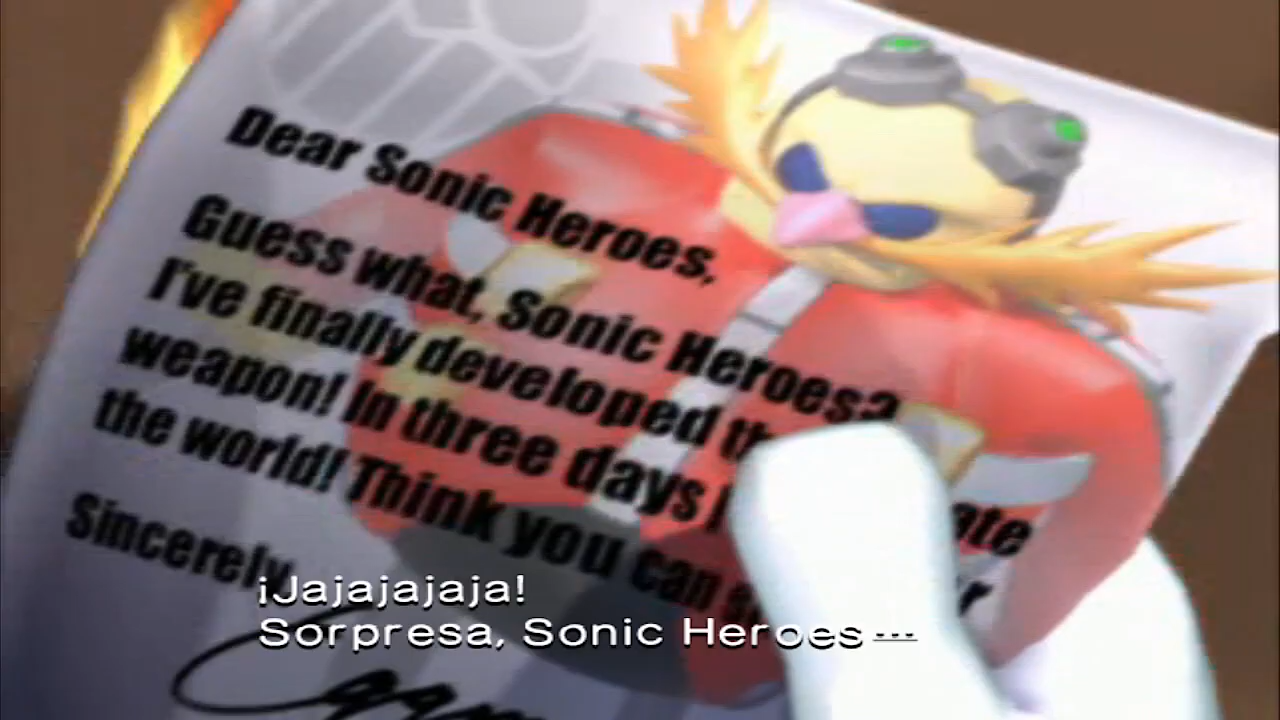 Dear Sonic Heroes,
Guess what, Sonic Heroes?
I've finally developed
weapon! In three days
the world! Think you can
Sincerely,
¡Jajajajaja!
Sorpresa, Sonic Heroes...